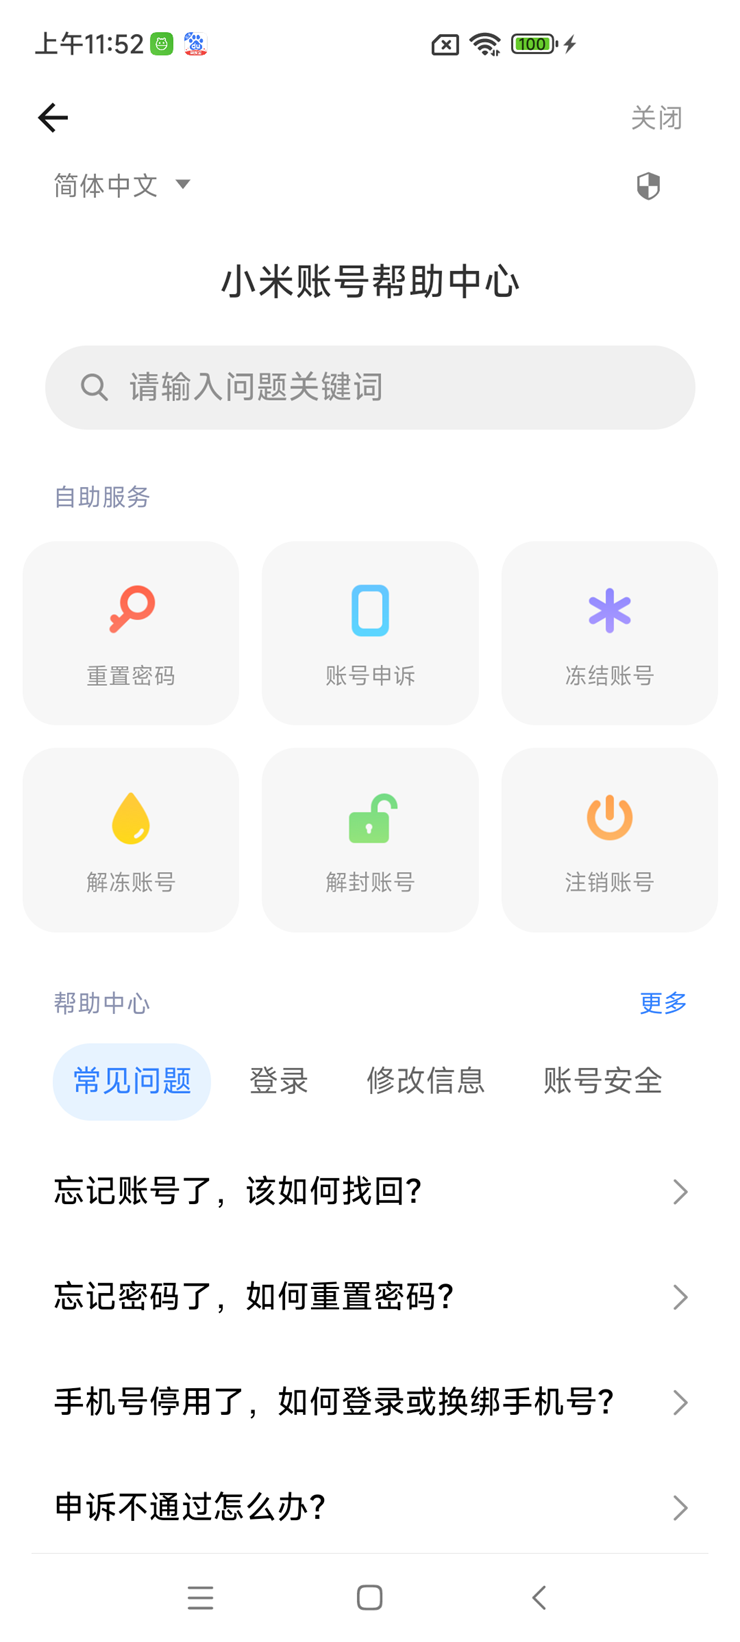 上午11:52
100
关闭
简体中文
小米账号帮助中心
请输入问题关键词
自助服务
重置密码
账号申诉
冻结账号
解冻账号
解封账号
注销账号
帮助中心
更多
常见问题
登录
修改信息
账号安全
忘记账号了，该如何找回?
忘记密码了，如何重置密码?
手机号停用了，如何登录或换绑手机号?
申诉不通过怎么办?